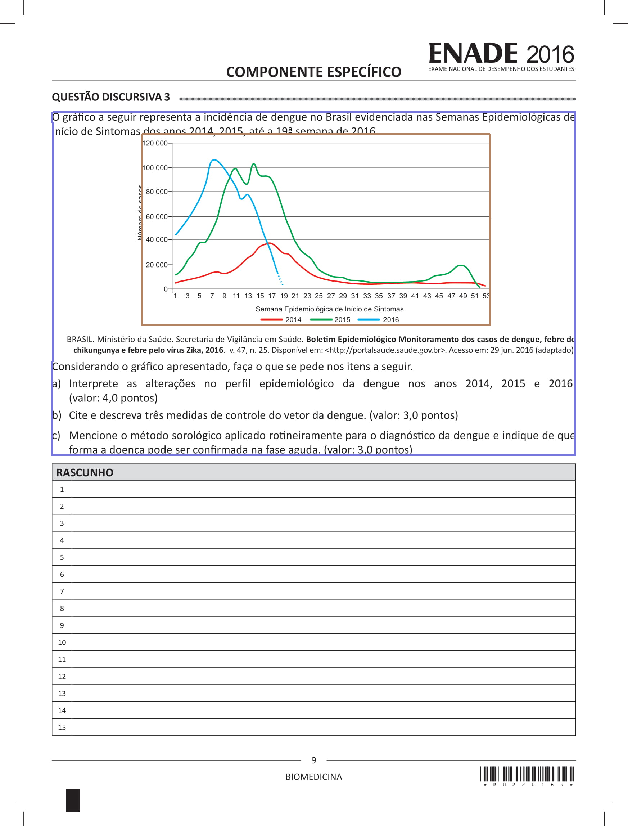 ENADE 2016
EXAME NACIONAL DE DESEMPENHO DOS ESTUDANTES
COMPONENTE ESPECÍFICO
QUESTÃO DISCURSIVA 3
O gráfico a seguir representa a incidência de dengue no Brasil evidenciada nas Semanas Epidemiológicas de
Início de Sintomas dos anos 2014, 2015, até a 19ª semana de 2016.
120 000
100 000
80 000
60 000
40 000
20 000
0
1 3 5 7 9 11 13 15 17 19 21 23 25 27 29 31 33 35 37 39 41 43 45 47 49 51 53
Semana Epidemiológica de Início de Sintomas
2014 2015 2016
BRASIL. Ministério da Saúde. Secretaria de Vigilância em Saúde. Boletim Epidemiológico Monitoramento dos casos de dengue, febre de
chikungunya e febre pelo vírus Zika, 2016. v. 47, n. 25. Disponível em: <http://portalsaude.saude.gov.br>. Acesso em: 29 jun. 2016 (adaptado)
Considerando o gráfico apresentado, faça o que se pede nos itens a seguir.
a) Interprete as alterações no perfil epidemiológico da dengue nos anos 2014, 2015 e 2016
(valor: 4,0 pontos)
b) Cite e descreva três medidas de controle do vetor da dengue. (valor: 3,0 pontos)
c) Mencione o método sorológico aplicado rotineiramente para o diagnóstico da dengue e indique de que
forma a doença pode ser confirmada na fase aguda. (valor: 3,0 pontos)
RASCUNHO
1
2
3
4
5
6
7
8
9
10
11
12
13
14
15
9
BIOMEDICINA